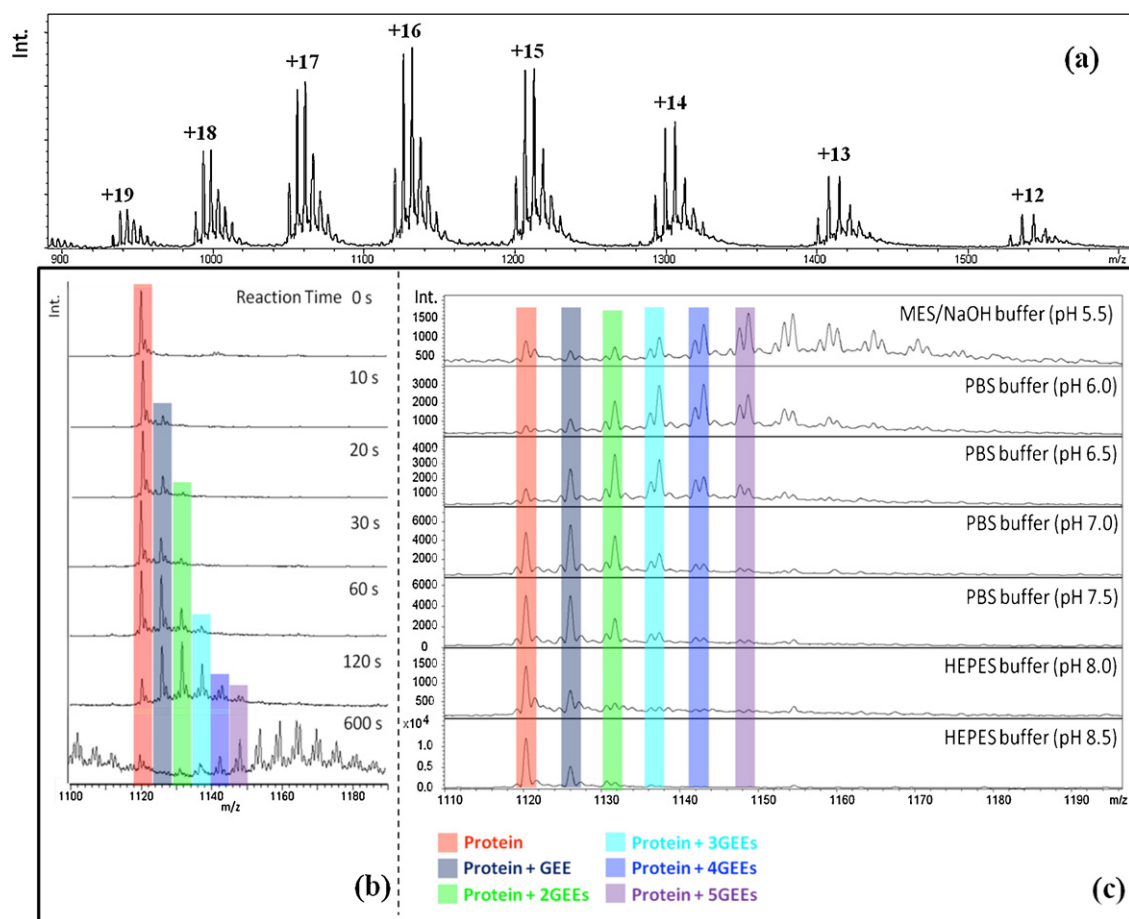 Int.
(a)
+19
+18
+17
+16
+15
+14
+13
+12
900
1000
1100
1200
1300
1400
1500
m/z
Int.
Reaction Time 0 s
10 s
20 s
30 s
60 s
120 s
600 s
1100
1120
1140
1160
1180
m/z
(b)
Int.
1500
1000
500
MES/NaOH buffer (pH 5.5)
3000
2000
1000
PBS buffer (pH 6.0)
4000
3000
2000
1000
0
PBS buffer (pH 6.5)
6000
4000
2000
0
PBS buffer (pH 7.0)
6000
4000
2000
0
PBS buffer (pH 7.5)
1500
1000
500
HEPES buffer (pH 8.0)
x10⁴
1.0
0.5
0.0
HEPES buffer (pH 8.5)
1110
1120
1130
1140
1150
1160
1170
1180
1190
m/z
Protein
Protein + GEE
Protein + 2GEEs
Protein + 3GEEs
Protein + 4GEEs
Protein + 5GEEs
(c)